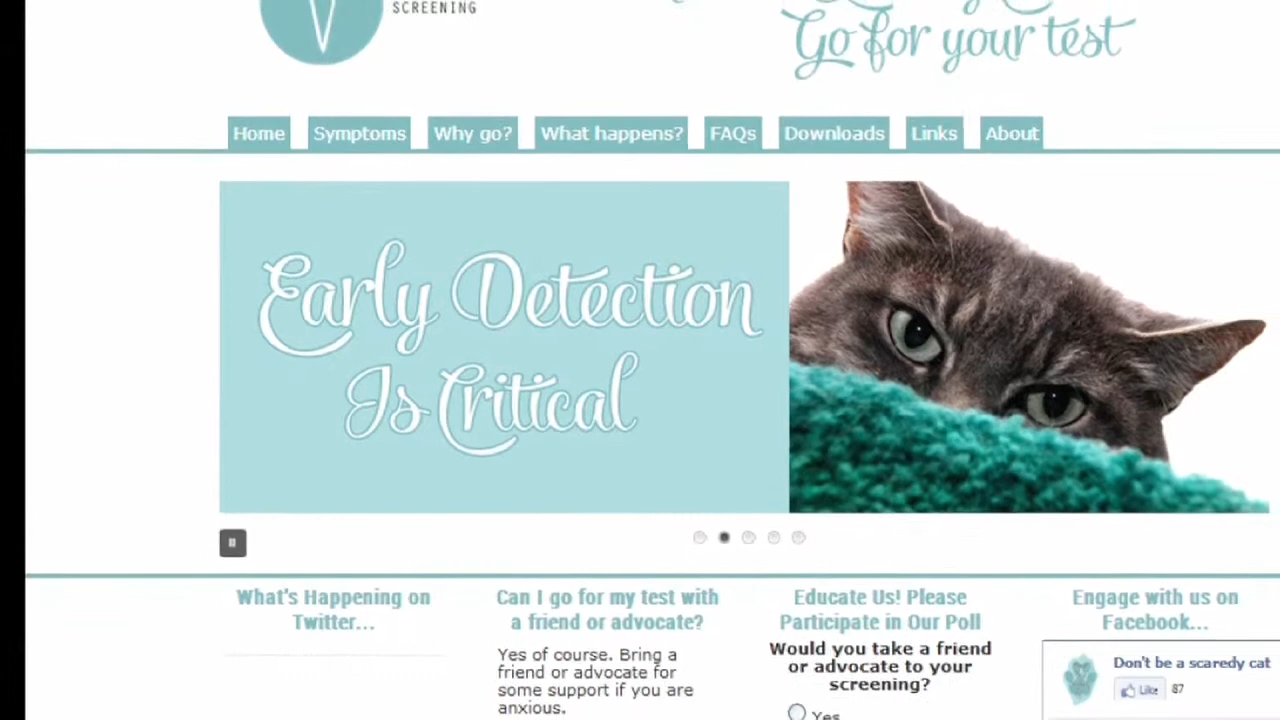 SCREENING
Go for your test
Home Symptoms Why go? What happens? FAQs Downloads Links About
Early Detection
Is Critical
What's Happening on
Twitter...
Can I go for my test with
a friend or advocate?
Yes of course. Bring a
friend or advocate for
some support if you are
anxious.
Educate Us! Please
Participate in Our Poll
Would you take a friend
or advocate to your
screening?
Yes
Engage with us on
Facebook...
Don't be a scaredy cat
Like 87